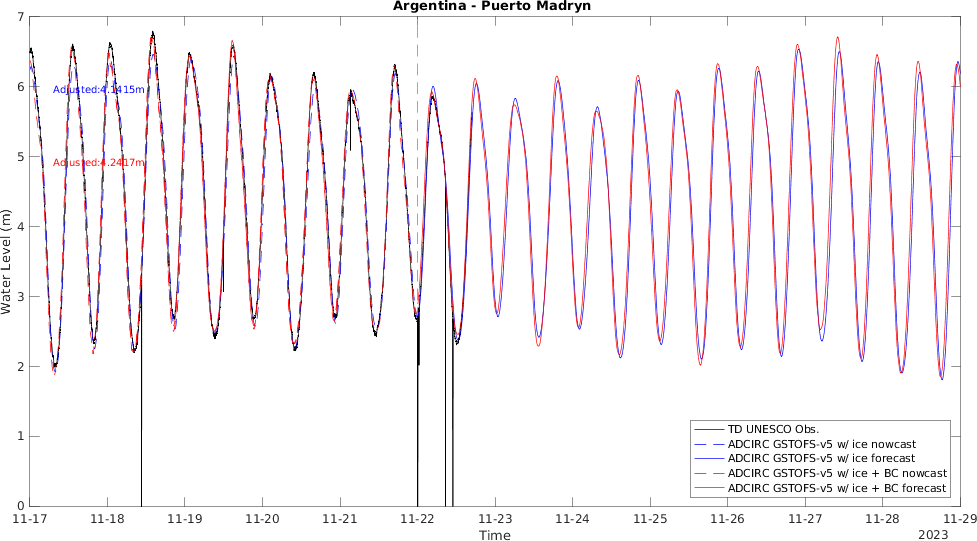 Argentina - Puerto Madryn
7
6
5
4
3
2
1
0
Water Level (m)
Adjusted:4.1415m
Adjusted:4.2417m
TD UNESCO Obs.
ADCIRC GSTOFS-v5 w/ ice nowcast
ADCIRC GSTOFS-v5 w/ ice forecast
ADCIRC GSTOFS-v5 w/ ice + BC nowcast
ADCIRC GSTOFS-v5 w/ ice + BC forecast
11-17 11-18 11-19 11-20 11-21 11-22 11-23 11-24 11-25 11-26 11-27 11-28 11-29
Time
2023